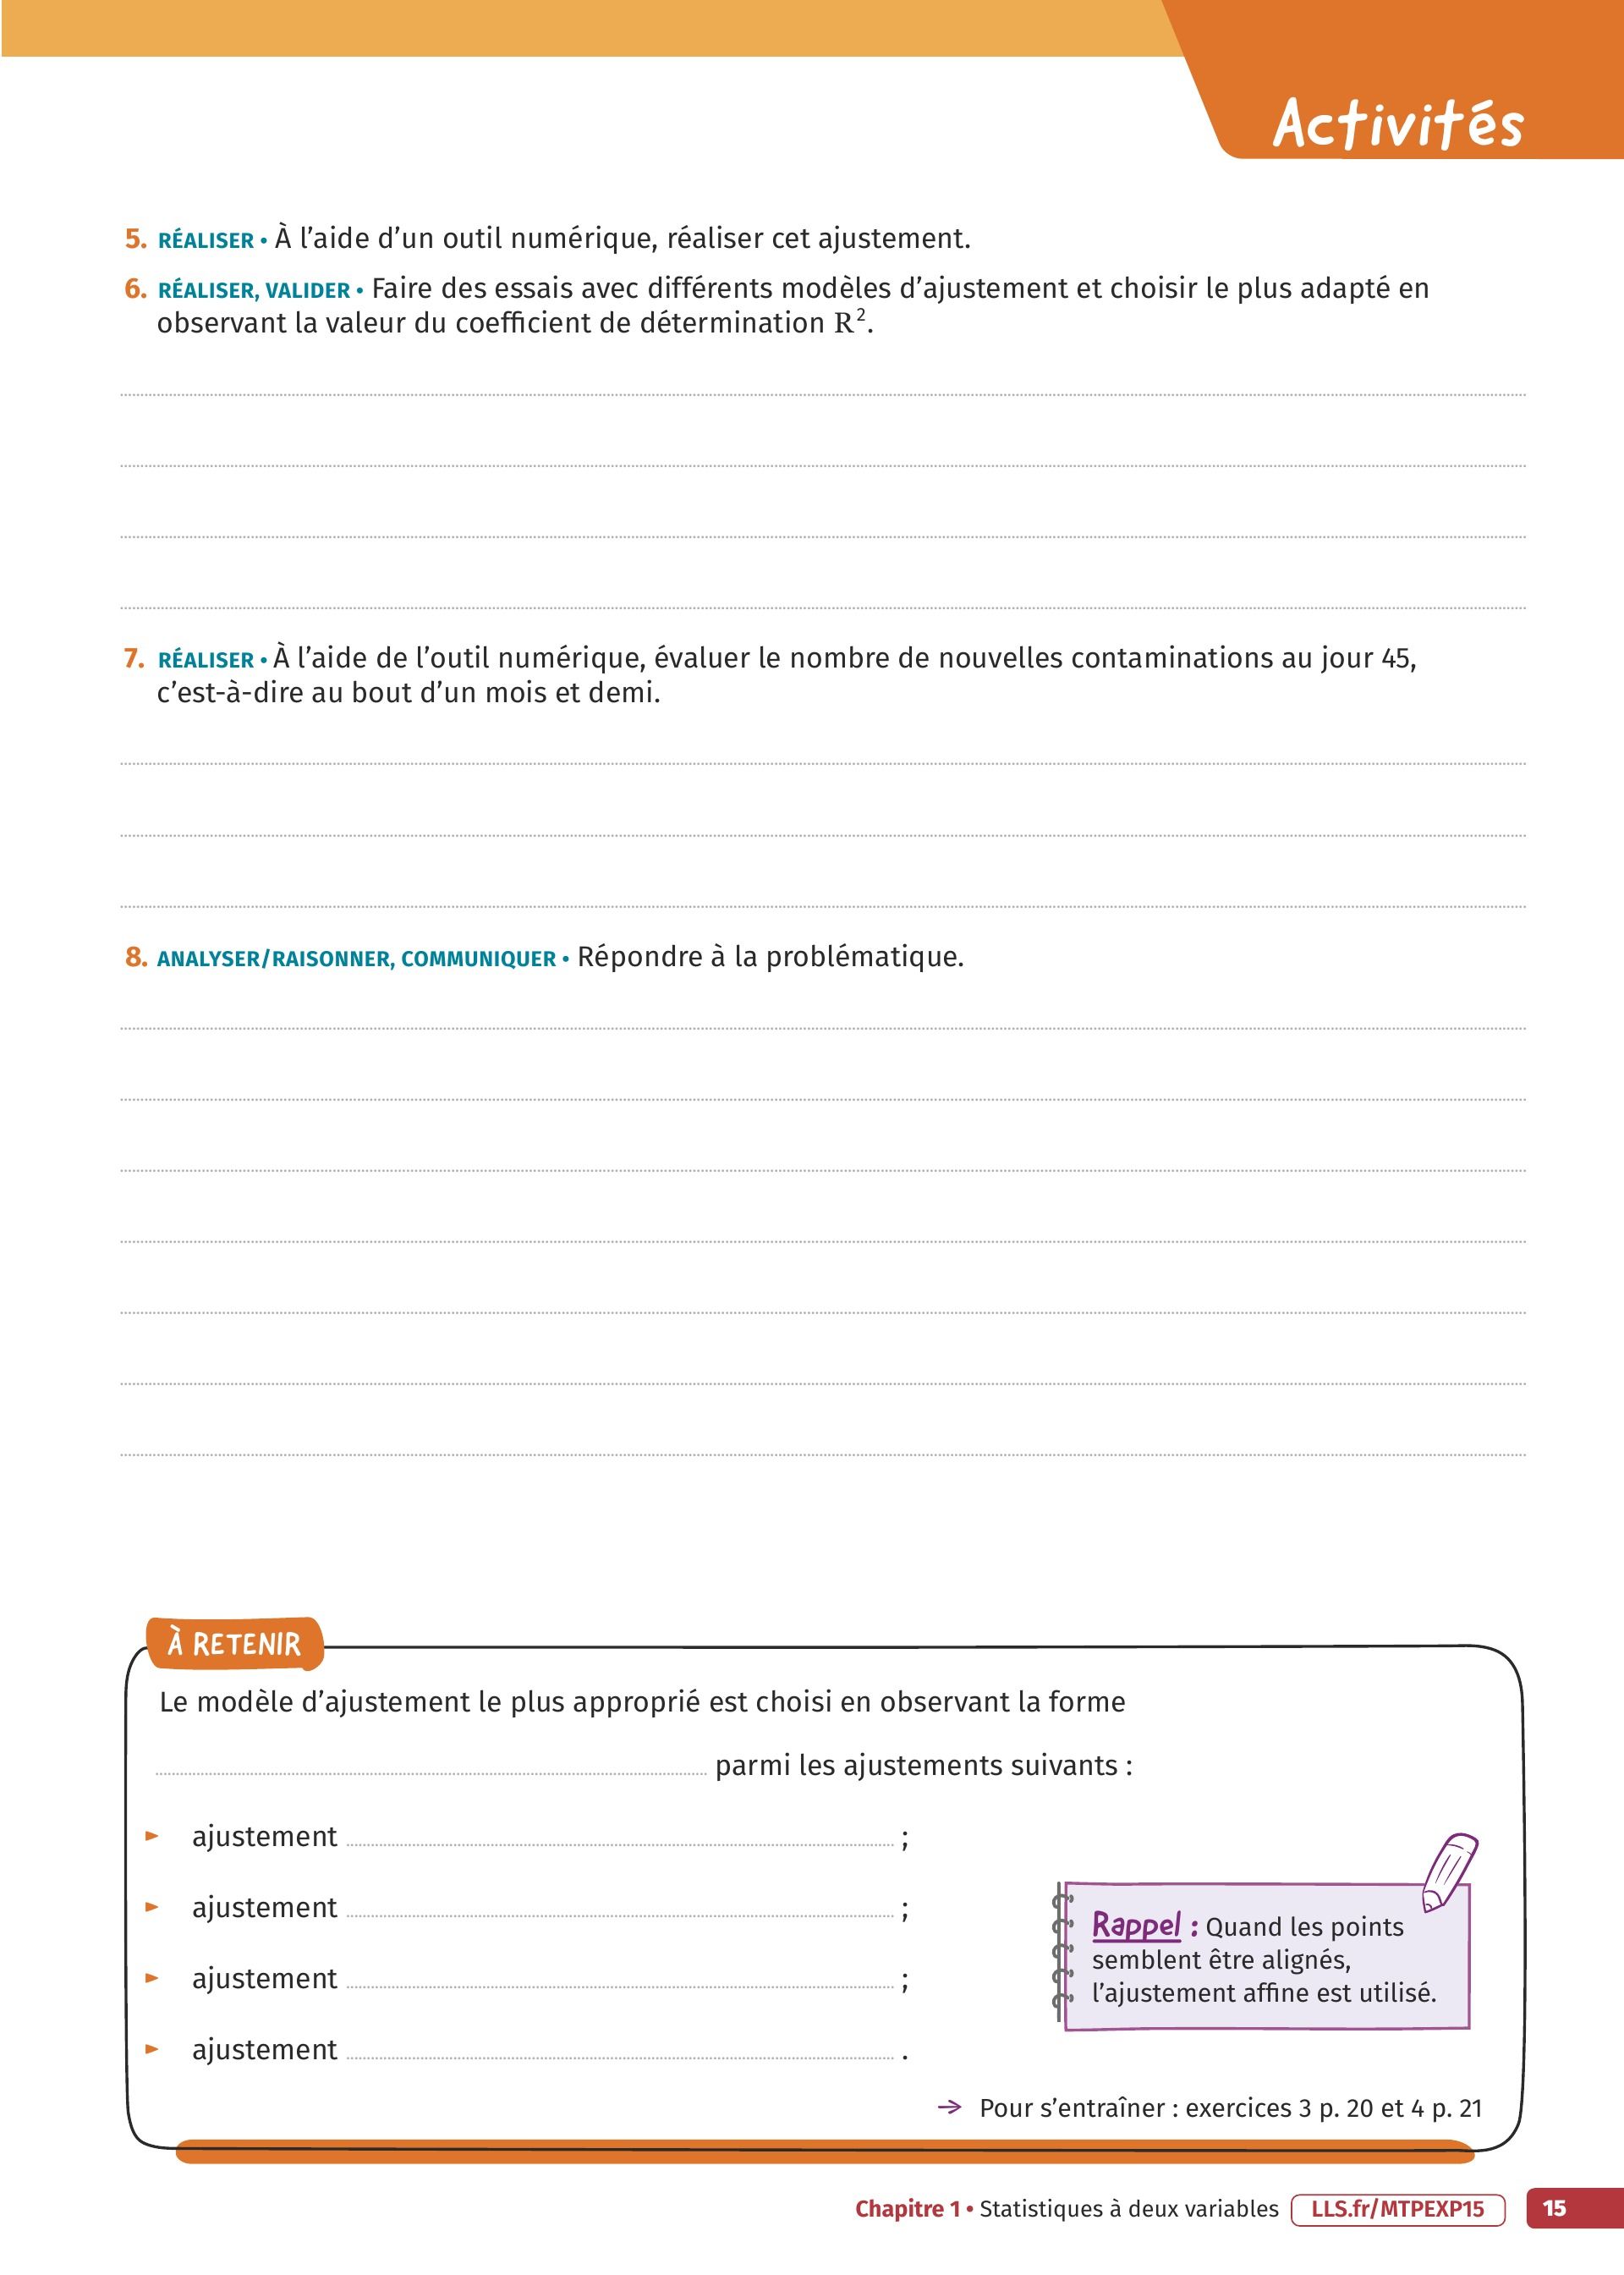 Activités
5. RÉALISER • À l’aide d’un outil numérique, réaliser cet ajustement.
6. RÉALISER, VALIDER • Faire des essais avec différents modèles d’ajustement et choisir le plus adapté en
observant la valeur du coefficient de détermination R².
7. RÉALISER • À l’aide de l’outil numérique, évaluer le nombre de nouvelles contaminations au jour 45,
c’est-à-dire au bout d’un mois et demi.
8. ANALYSER/RAISONNER, COMMUNIQUER • Répondre à la problématique.
À RETENIR
Le modèle d’ajustement le plus approprié est choisi en observant la forme
parmi les ajustements suivants :
► ajustement ;
► ajustement ;
► ajustement ;
► ajustement .
Rappel : Quand les points
semblent être alignés,
l’ajustement affine est utilisé.
→ Pour s’entraîner : exercices 3 p. 20 et 4 p. 21
Chapitre 1 • Statistiques à deux variables LLS.fr/MTPEXP15 15